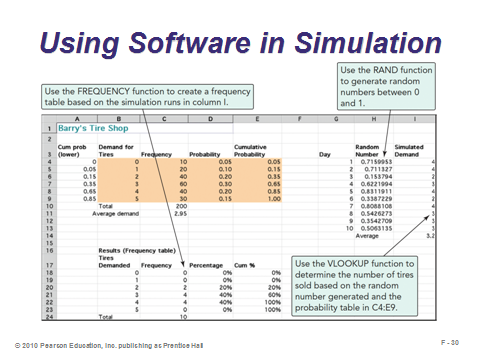 Using Software in Simulation
Use the RAND function
to generate random
numbers between 0
and 1.
Use the FREQUENCY function to create a frequency
table based on the simulation runs in column I.
A B C D E F G H I
1 Barry's Tire Shop
2
Cum prob Demand for Cumulative Random Simulated
3 (lower) Tires Frequency Probability Probability Day Number Demand
4 0 0 10 0.05 0.05 1 0.7159953
5 0.05 1 20 0.10 0.15 2 0.711327
6 0.15 2 40 0.20 0.35 3 0.153794
7 0.35 3 60 0.30 0.65 4 0.6221994
8 0.65 4 40 0.20 0.85 5 0.8311911
9 0.85 5 30 0.15 1.00 6 0.3387229
10 Total 200 7 0.8088108
11 Average demand 2.95 8 0.5426273
12 9 0.3542709
13 10 0.5063135
14 Average 3.2
15
16 Results (Frequency table)
Tires
17 Demanded Frequency Percentage Cum %
18 0 0 0% 0%
19 1 0 0% 0%
20 2 2 20% 20%
21 3 4 40% 60%
22 4 4 40% 100%
23 5 0 0% 100%
24 Total 10
Use the VLOOKUP function to
determine the number of tires
sold based on the random
number generated and the
probability table in C4:E9.
© 2010 Pearson Education, Inc. publishing as Prentice Hall
F - 80